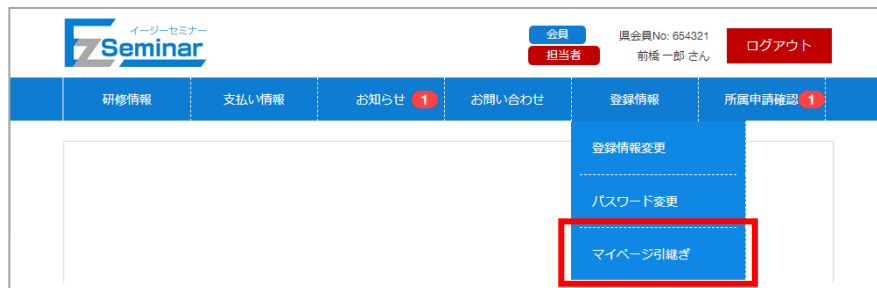 イージーセミナー
EzSeminar
会員
担当者
県会員No: 654321
前橋 一郎 さん
ログアウト
研修情報
支払い情報
お知らせ 1
お問い合わせ
登録情報
所属申請確認 1
登録情報変更
パスワード変更
マイページ引継ぎ